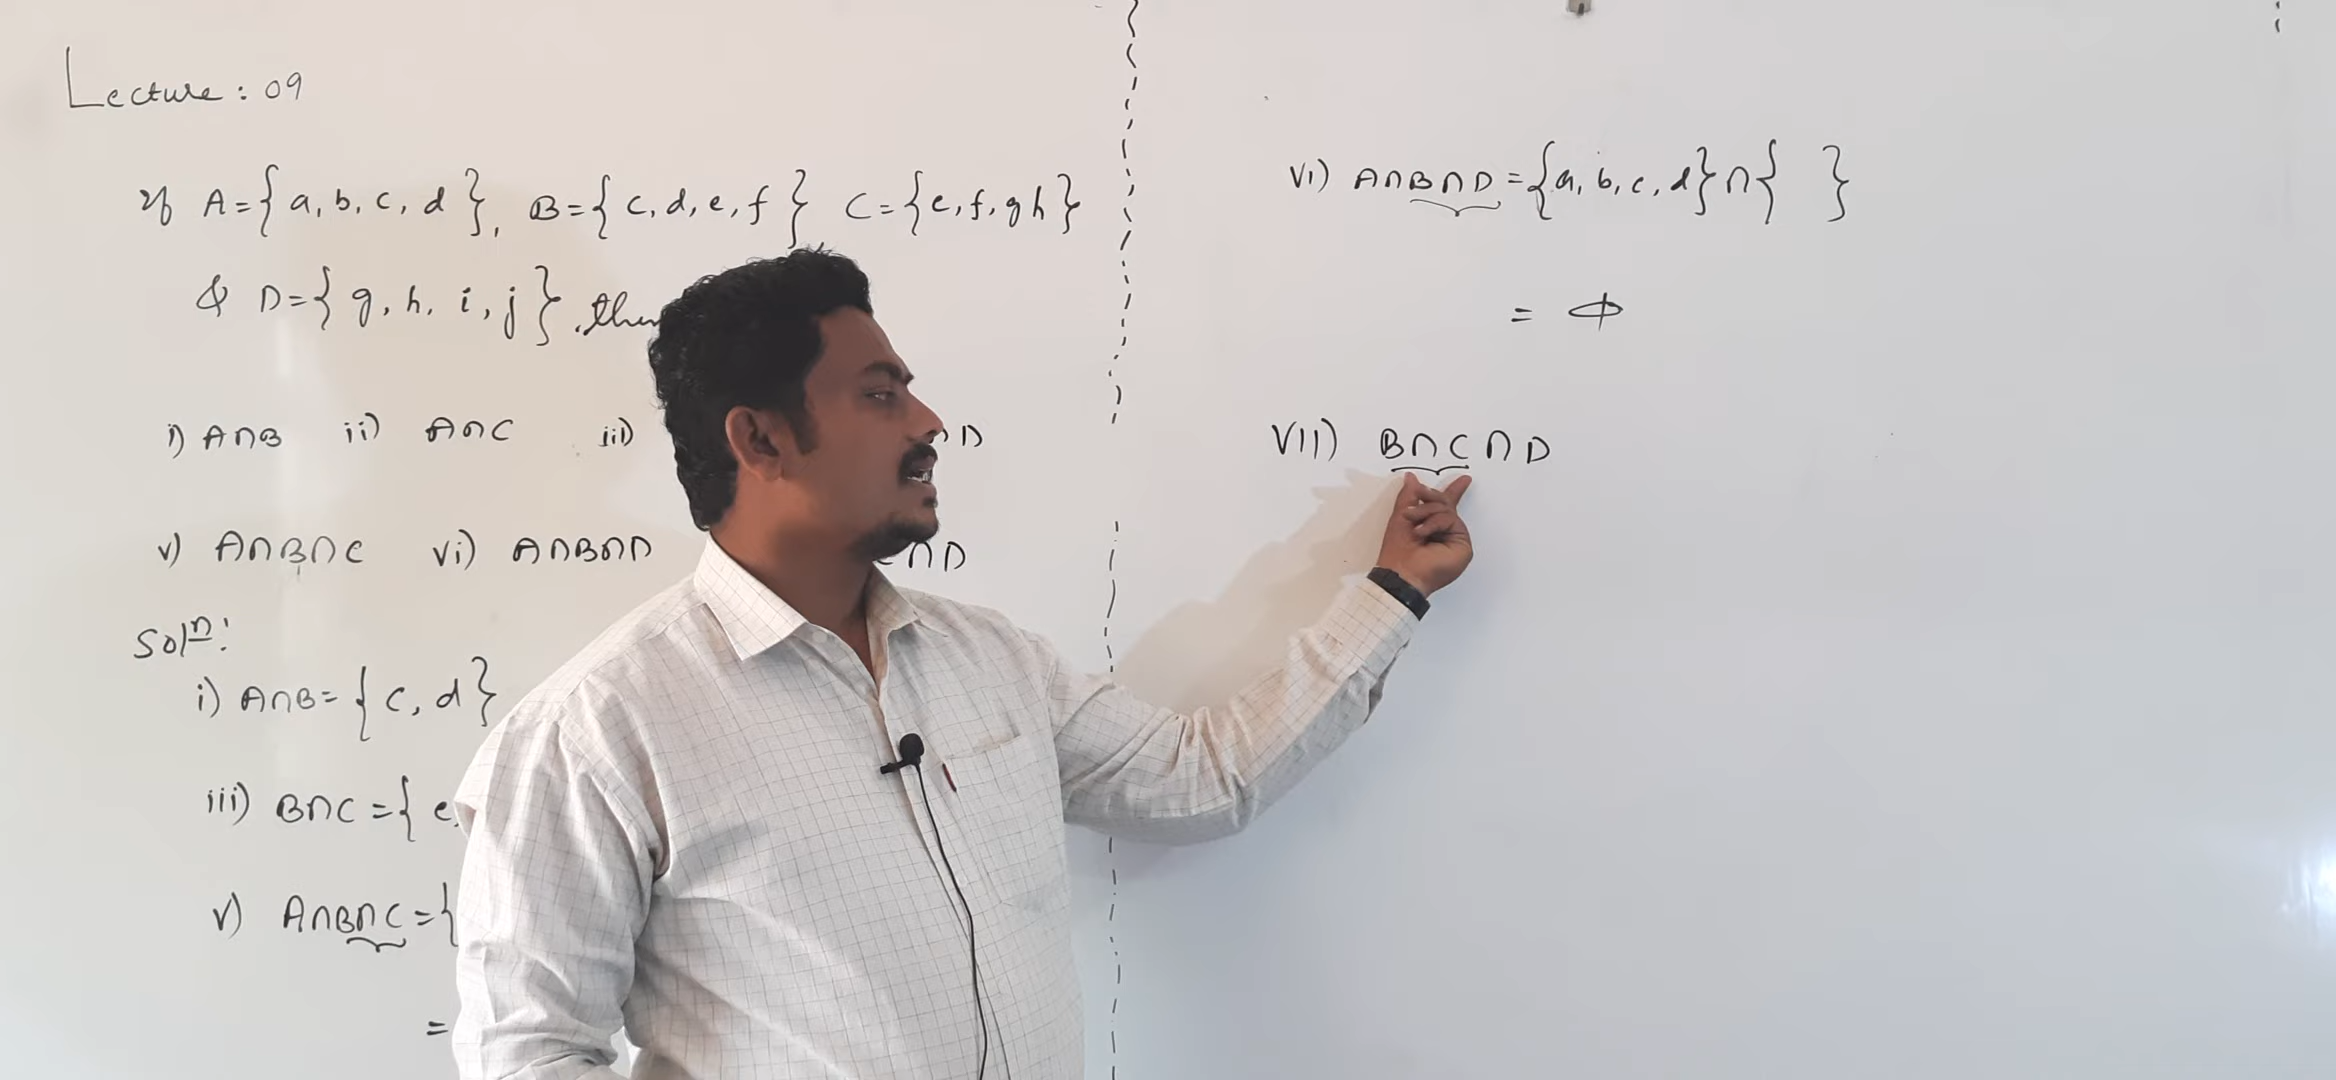 Lecture : 09
If A={a, b, c, d}, B={c, d, e, f}, C={e, f, g h}
& D={g, h, i, j}, then
i) A∩B ii) A∩C iii) ∩D
v) A∩B∩C vi) A∩B∩D ∩D
Solⁿ:
i) A∩B={c, d}
iii) B∩C={e,
v) A∩B∩C={
=
vi) A∩B∩D={a, b, c, d}∩{ }
= Φ
VII) B∩C∩D